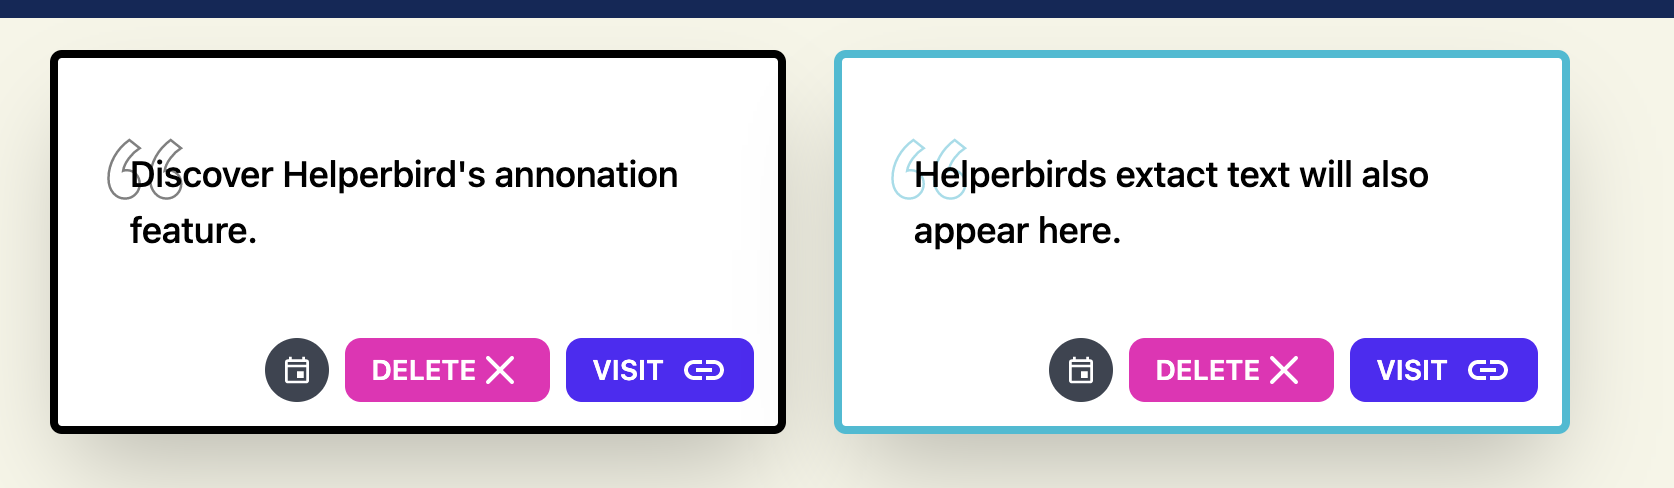 “
Discover Helperbird's annonation
feature.
DELETE VISIT
“
Helperbirds extact text will also
appear here.
DELETE VISIT